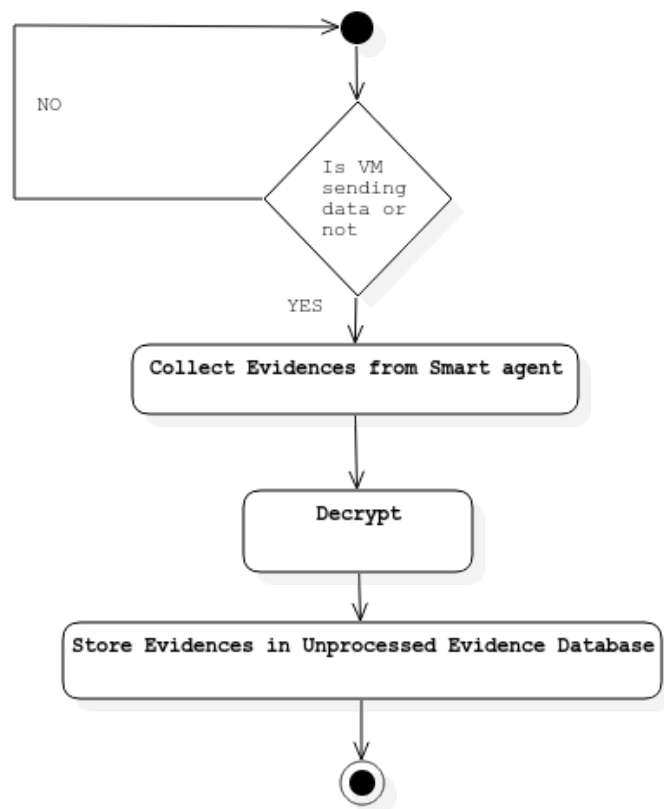 NO
Is VM
sending
data or
not
YES
Collect Evidences from Smart agent
Decrypt
Store Evidences in Unprocessed Evidence Database